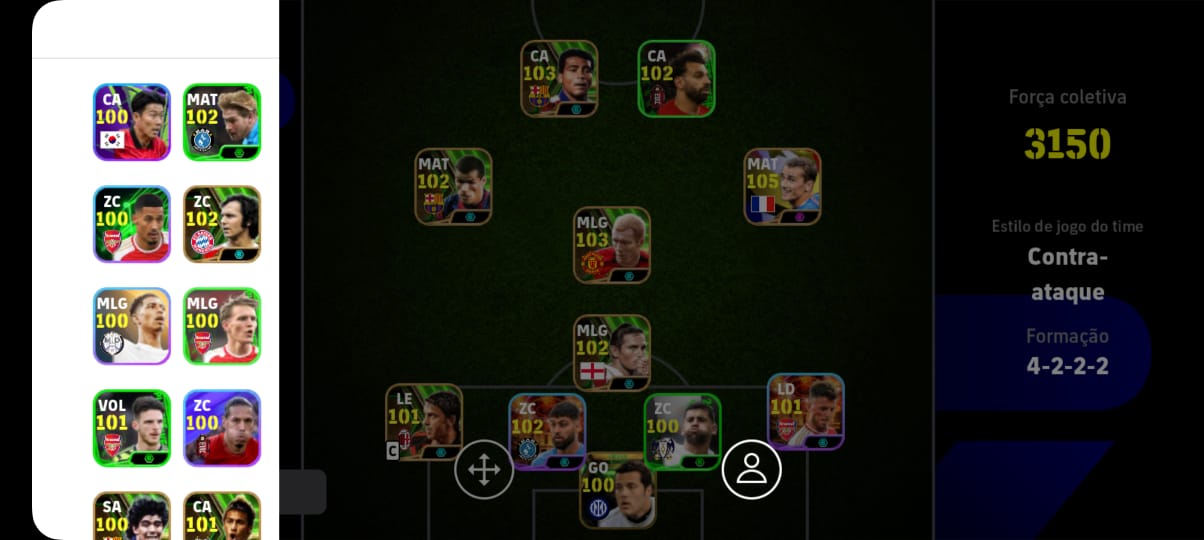 CA
100
MAT
102
ZC
100
ZC
102
MLG
100
MLG
100
VOL
101
ZC
100
SA
100
CA
101
CA
103
CA
102
MAT
102
MAT
105
MLG
103
MLG
102
LE
101
C
ZC
102
ZC
100
LD
101
GO
100
Força coletiva
3150
Estilo de jogo do time
Contra-
ataque
Formação
4-2-2-2